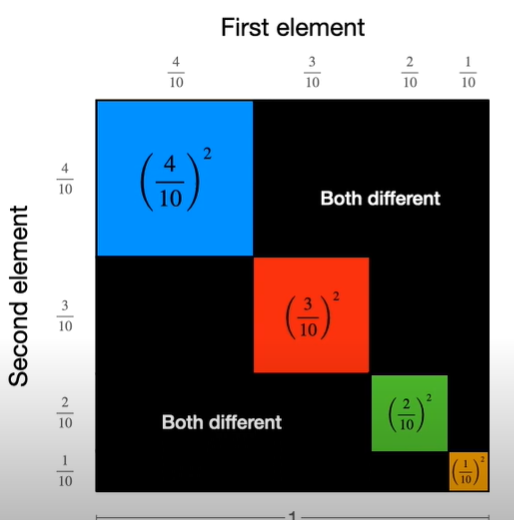 First element
4/10 3/10 2/10 1/10
Second element
4/10
3/10
2/10
1/10
(4/10)²
Both different
(3/10)²
Both different
(2/10)²
(1/10)²
1